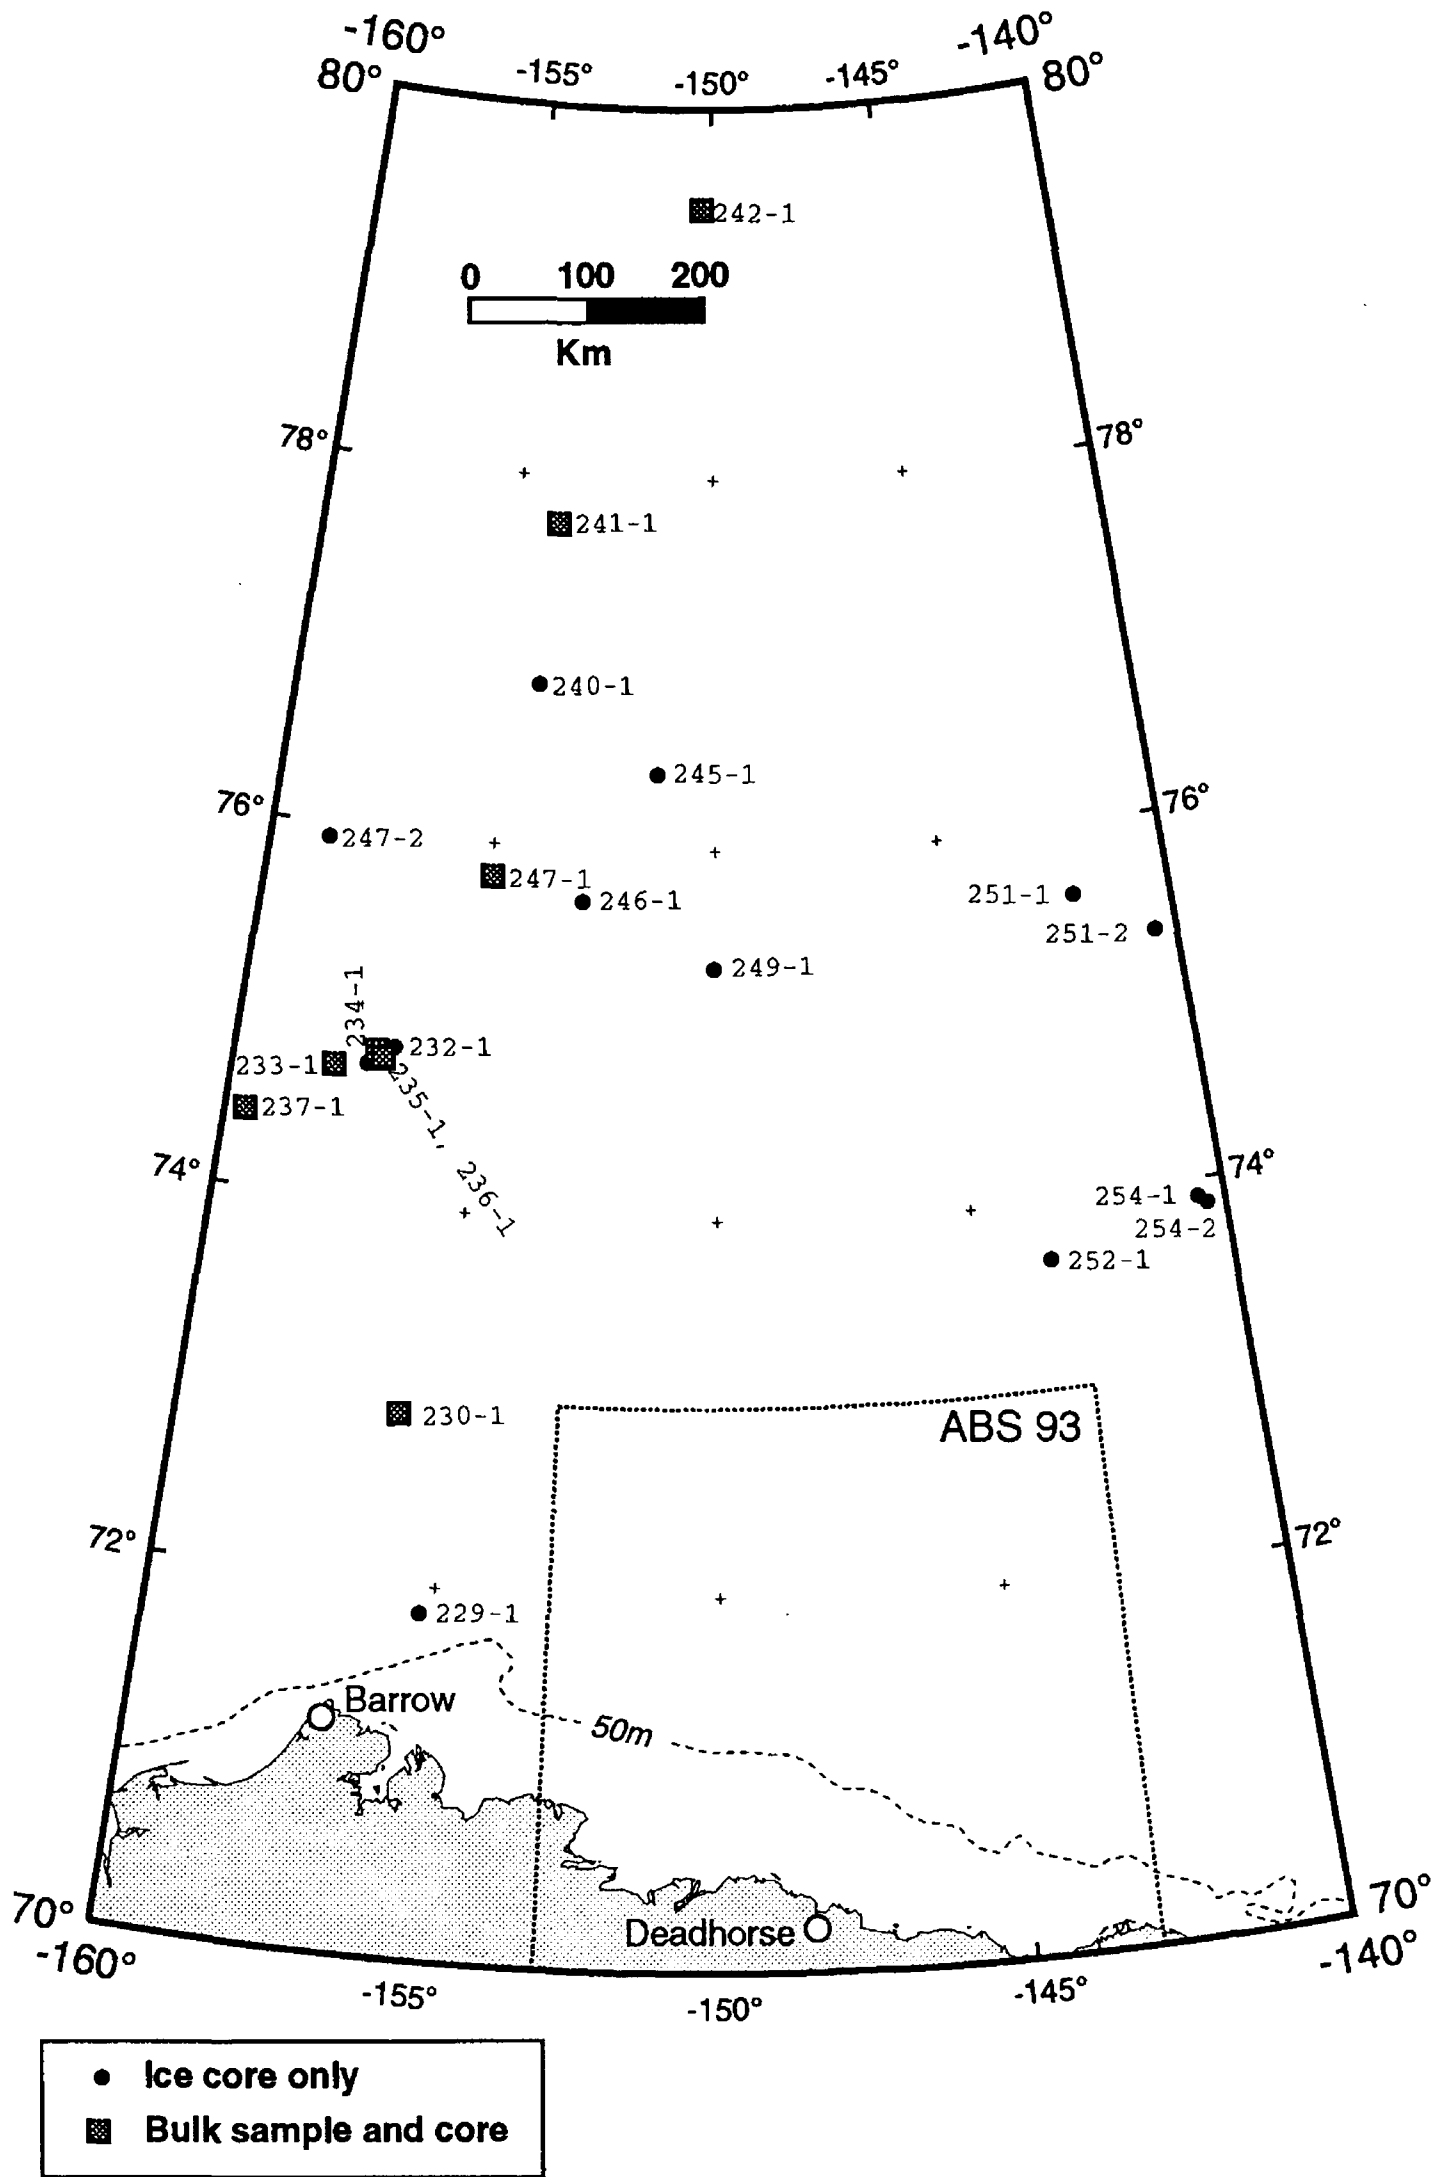 -160° -140°
80° -155° -150° -145° 80°
242-1
0 100 200
Km
78° 78°
241-1
240-1
245-1
76° 76°
247-2
247-1
246-1
251-1
251-2
249-1
234-1
232-1
233-1
235-1, 236-1
237-1
74° 74°
254-1
254-2
252-1
230-1
ABS 93
72° 72°
229-1
Barrow
50m
70° 70°
Deadhorse
-160° -140°
-155° -150° -145°
Ice core only
Bulk sample and core